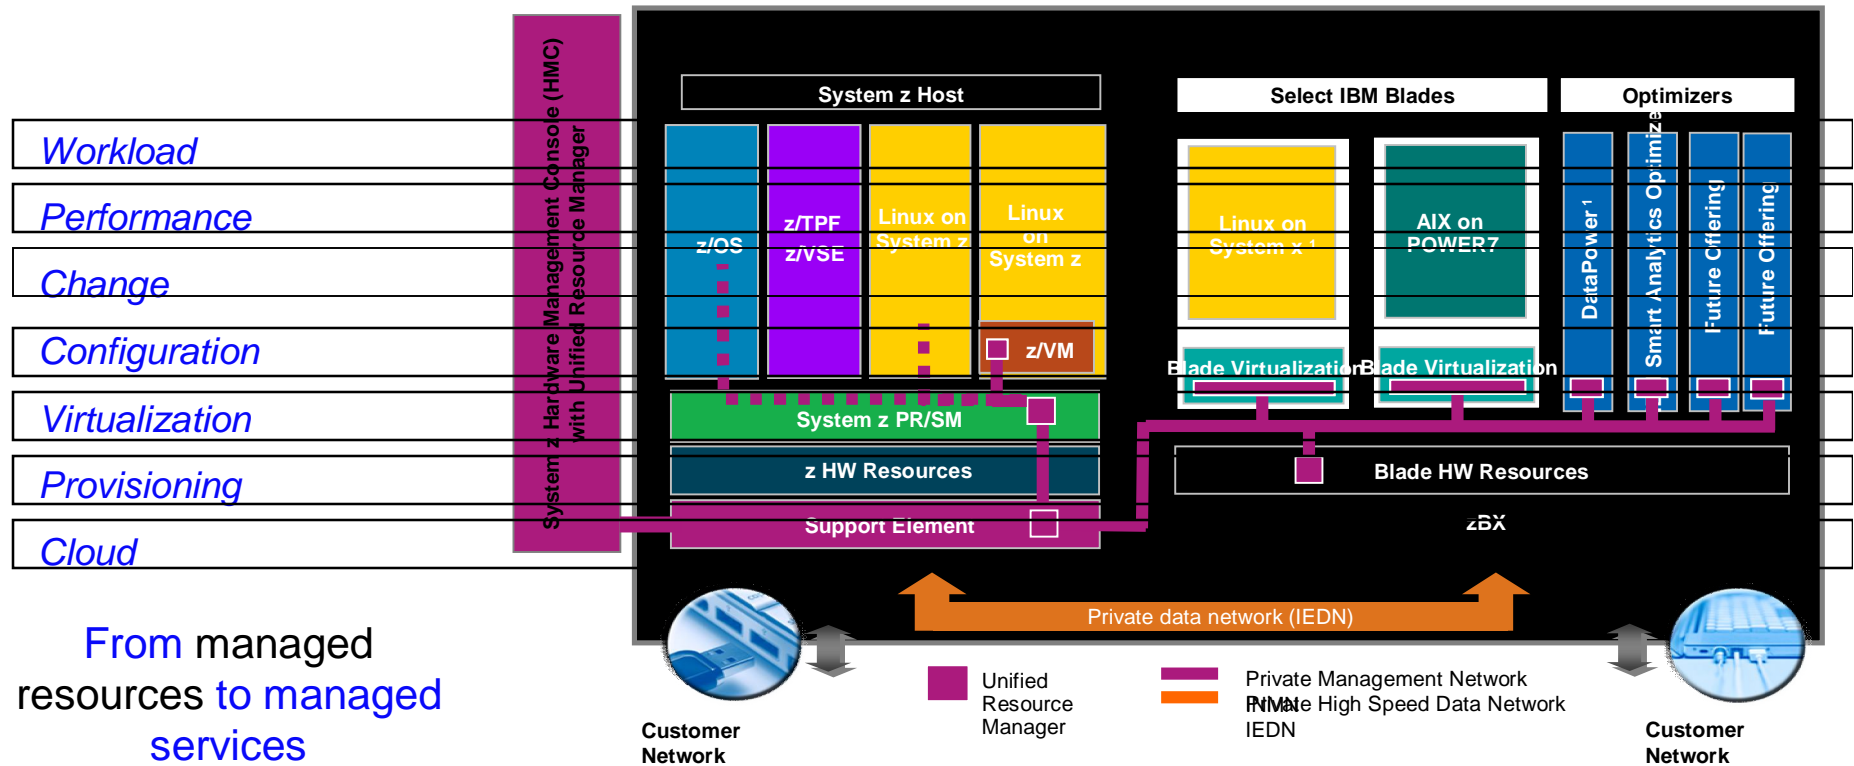 System z Hardware Management Console (HMC)
with Unified Resource Manager
Workload
Performance
Change
Configuration
Virtualization
Provisioning
Cloud
From managed
resources to managed
services
System z Host
z/OS
z/TPF
z/VSE
Linux on
System z
Linux
on
System z
z/VM
System z PR/SM
z HW Resources
Support Element
Select IBM Blades
Optimizers
Linux on
System x 1
AIX on
POWER7
Blade Virtualization
Blade Virtualization
DataPower 1
Smart Analytics Optimizer
Future Offering
Future Offering
Blade HW Resources
zBX
Private data network (IEDN)
Customer
Network
Unified
Resource
Manager
Private Management Network
INMN
Private High Speed Data Network
IEDN
Customer
Network